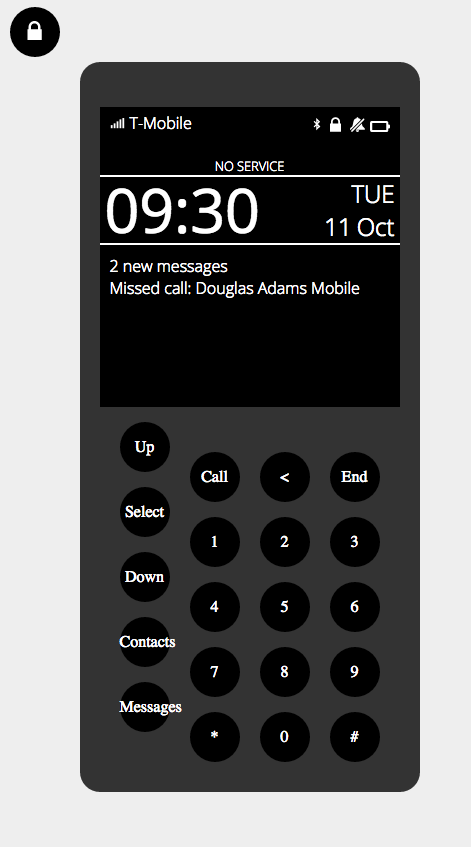 T-Mobile
NO SERVICE
09:30
TUE
11 Oct
2 new messages
Missed call: Douglas Adams Mobile
Up
Call < End
Select
1 2 3
Down
4 5 6
Contacts
7 8 9
Messages
* 0 #